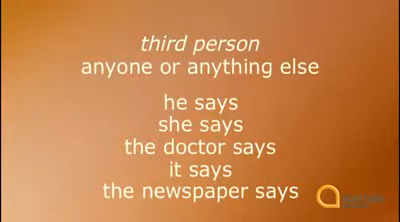 third person
anyone or anything else
he says
she says
the doctor says
it says
the newspaper says